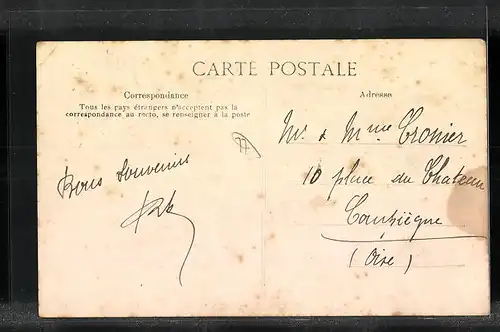 CARTE POSTALE
Correspondance
Tous les pays étrangers n'acceptent pas la
correspondance au recto, se renseigner à la poste
Bons Souvenirs
Adresse
Mr & Mme Cronier
10 place du Chateau
(Oise)